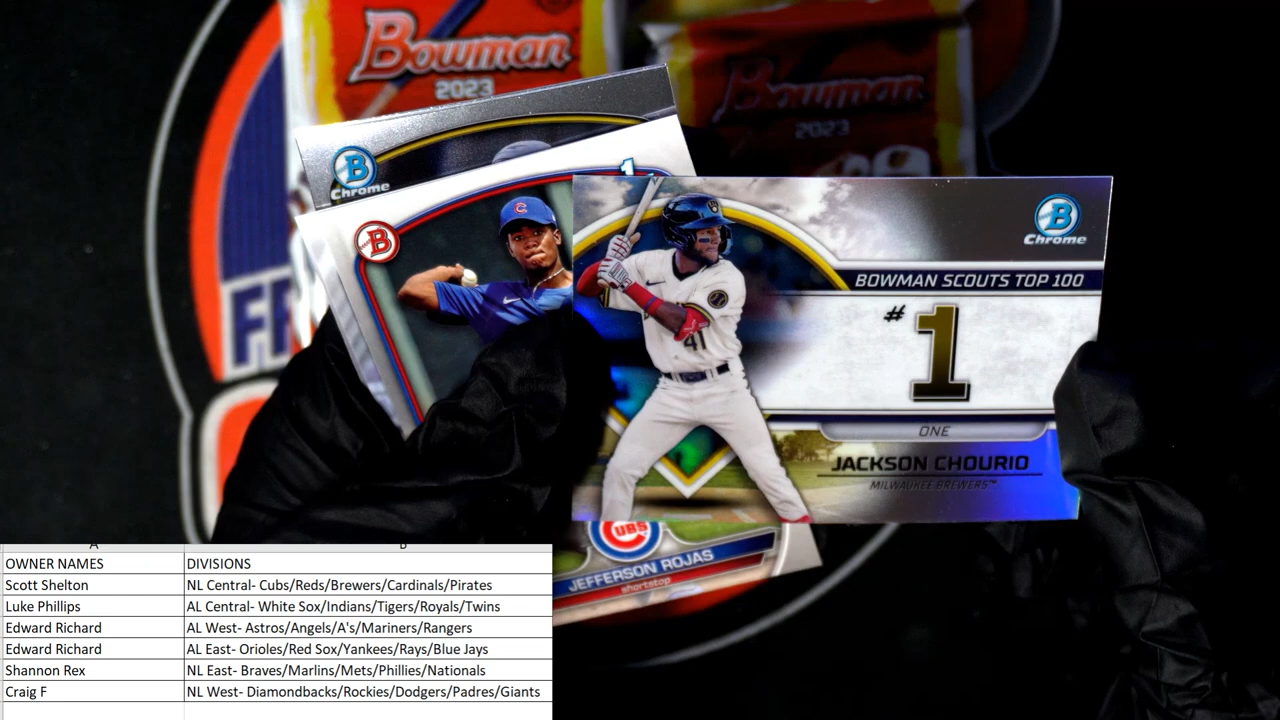 Bowman
2023
Bowman
2023
B
Chrome
1
B
B
Chrome
BOWMAN SCOUTS TOP 100
#1
41
ONE
JACKSON CHOURIO
MILWAUKEE BREWERS™
FR
CUBS
JEFFERSON ROJAS
shortstop
A B
OWNER NAMES DIVISIONS
Scott Shelton NL Central- Cubs/Reds/Brewers/Cardinals/Pirates
Luke Phillips AL Central- White Sox/Indians/Tigers/Royals/Twins
Edward Richard AL West- Astros/Angels/A's/Mariners/Rangers
Edward Richard AL East- Orioles/Red Sox/Yankees/Rays/Blue Jays
Shannon Rex NL East- Braves/Marlins/Mets/Phillies/Nationals
Craig F NL West- Diamondbacks/Rockies/Dodgers/Padres/Giants